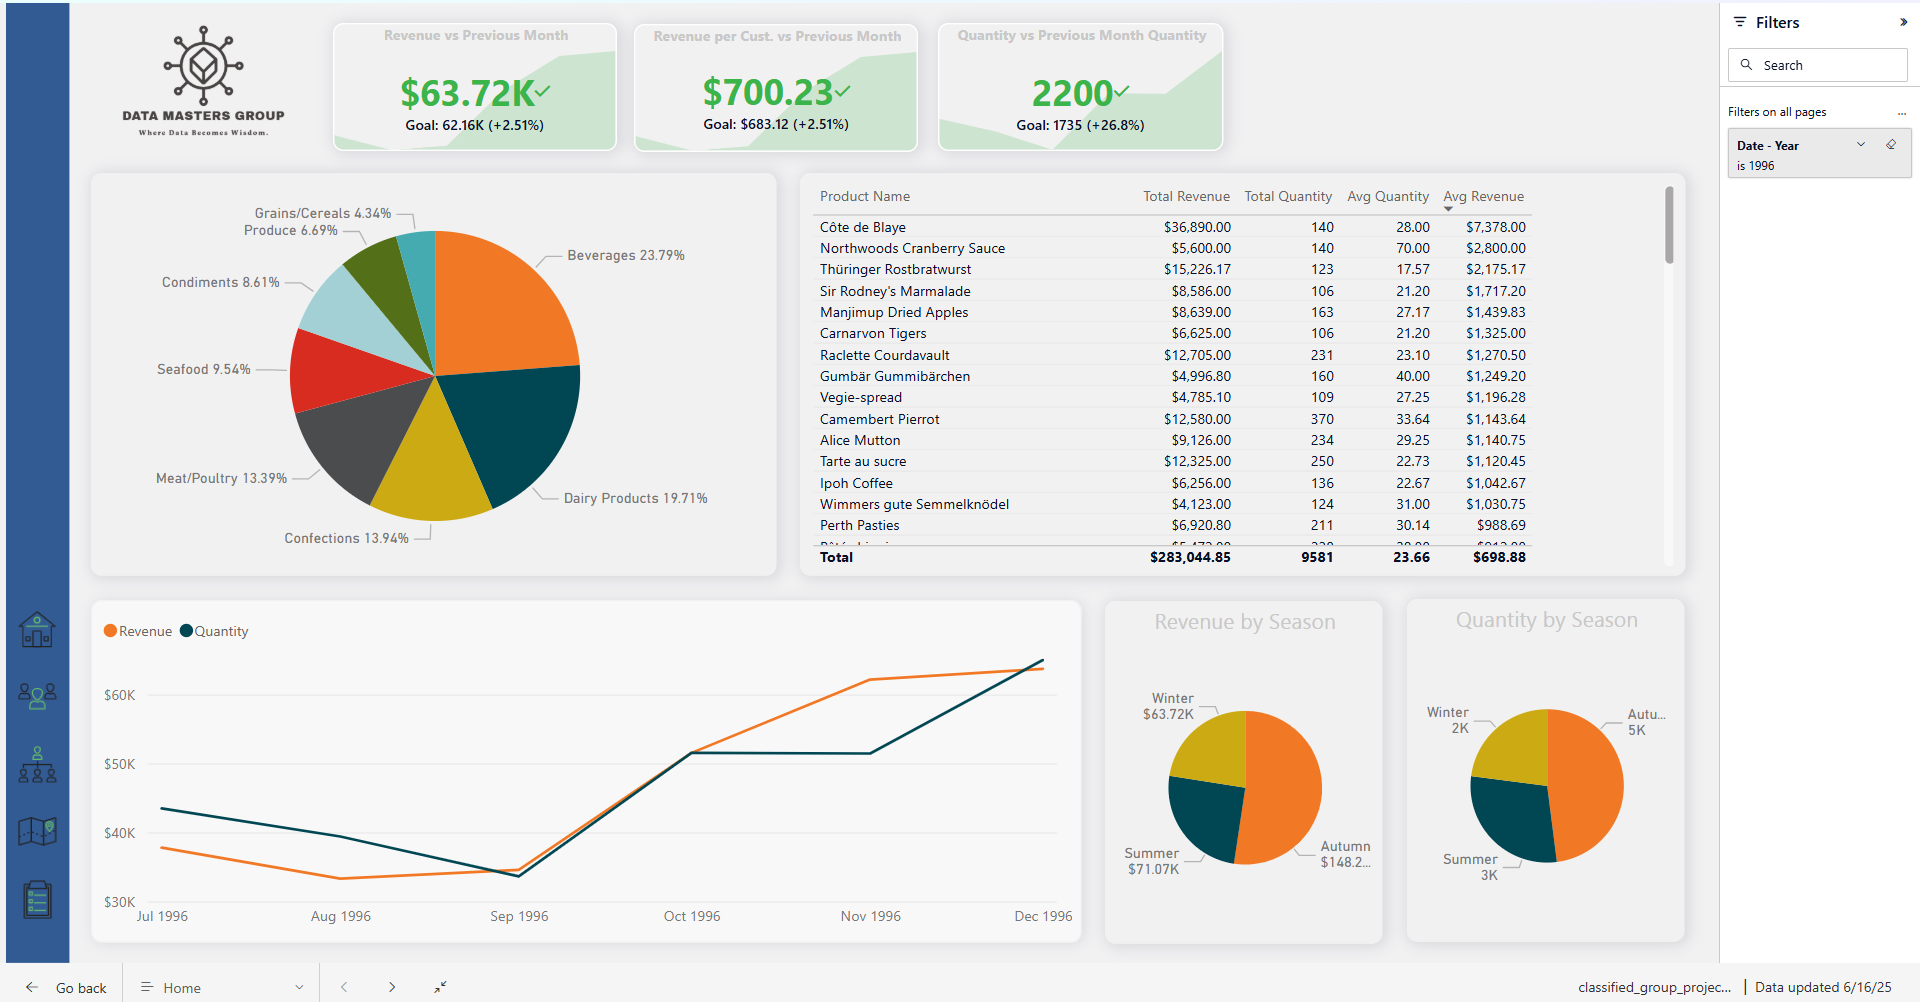 DATA MASTERS GROUP
Where Data Becomes Wisdom.
Revenue vs Previous Month
$63.72K
Goal: 62.16K (+2.51%)
Revenue per Cust. vs Previous Month
$700.23
Goal: $683.12 (+2.51%)
Quantity vs Previous Month Quantity
2200
Goal: 1735 (+26.8%)
Filters
Search
Filters on all pages
...
Date - Year
is 1996
Grains/Cereals 4.34%
Produce 6.69%
Beverages 23.79%
Condiments 8.61%
Seafood 9.54%
Meat/Poultry 13.39%
Dairy Products 19.71%
Confections 13.94%
Product Name Total Revenue Total Quantity Avg Quantity Avg Revenue
Côte de Blaye $36,890.00 140 28.00 $7,378.00
Northwoods Cranberry Sauce $5,600.00 140 70.00 $2,800.00
Thüringer Rostbratwurst $15,226.17 123 17.57 $2,175.17
Sir Rodney's Marmalade $8,586.00 106 21.20 $1,717.20
Manjimup Dried Apples $8,639.00 163 27.17 $1,439.83
Carnarvon Tigers $6,625.00 106 21.20 $1,325.00
Raclette Courdavault $12,705.00 231 23.10 $1,270.50
Gumbär Gummibärchen $4,996.80 160 40.00 $1,249.20
Vegie-spread $4,785.10 109 27.25 $1,196.28
Camembert Pierrot $12,580.00 370 33.64 $1,143.64
Alice Mutton $9,126.00 234 29.25 $1,140.75
Tarte au sucre $12,325.00 250 22.73 $1,120.45
Ipoh Coffee $6,256.00 136 22.67 $1,042.67
Wimmers gute Semmelknödel $4,123.00 124 31.00 $1,030.75
Perth Pasties $6,920.80 211 30.14 $988.69
Total $283,044.85 9581 23.66 $698.88
Revenue Quantity
$60K
$50K
$40K
$30K
Jul 1996 Aug 1996 Sep 1996 Oct 1996 Nov 1996 Dec 1996
Revenue by Season
Winter
$63.72K
Summer
$71.07K
Autumn
$148.2...
Quantity by Season
Winter
2K
Autu...
5K
Summer
3K
Go back
Home
classified_group_projec... | Data updated 6/16/25